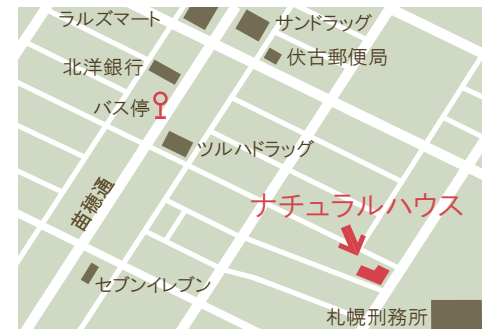 ラルズマート
サンドラッグ
伏古郵便局
北洋銀行
バス停
ツルハドラッグ
苗穂通
ナチュラルハウス
セブンイレブン
札幌刑務所